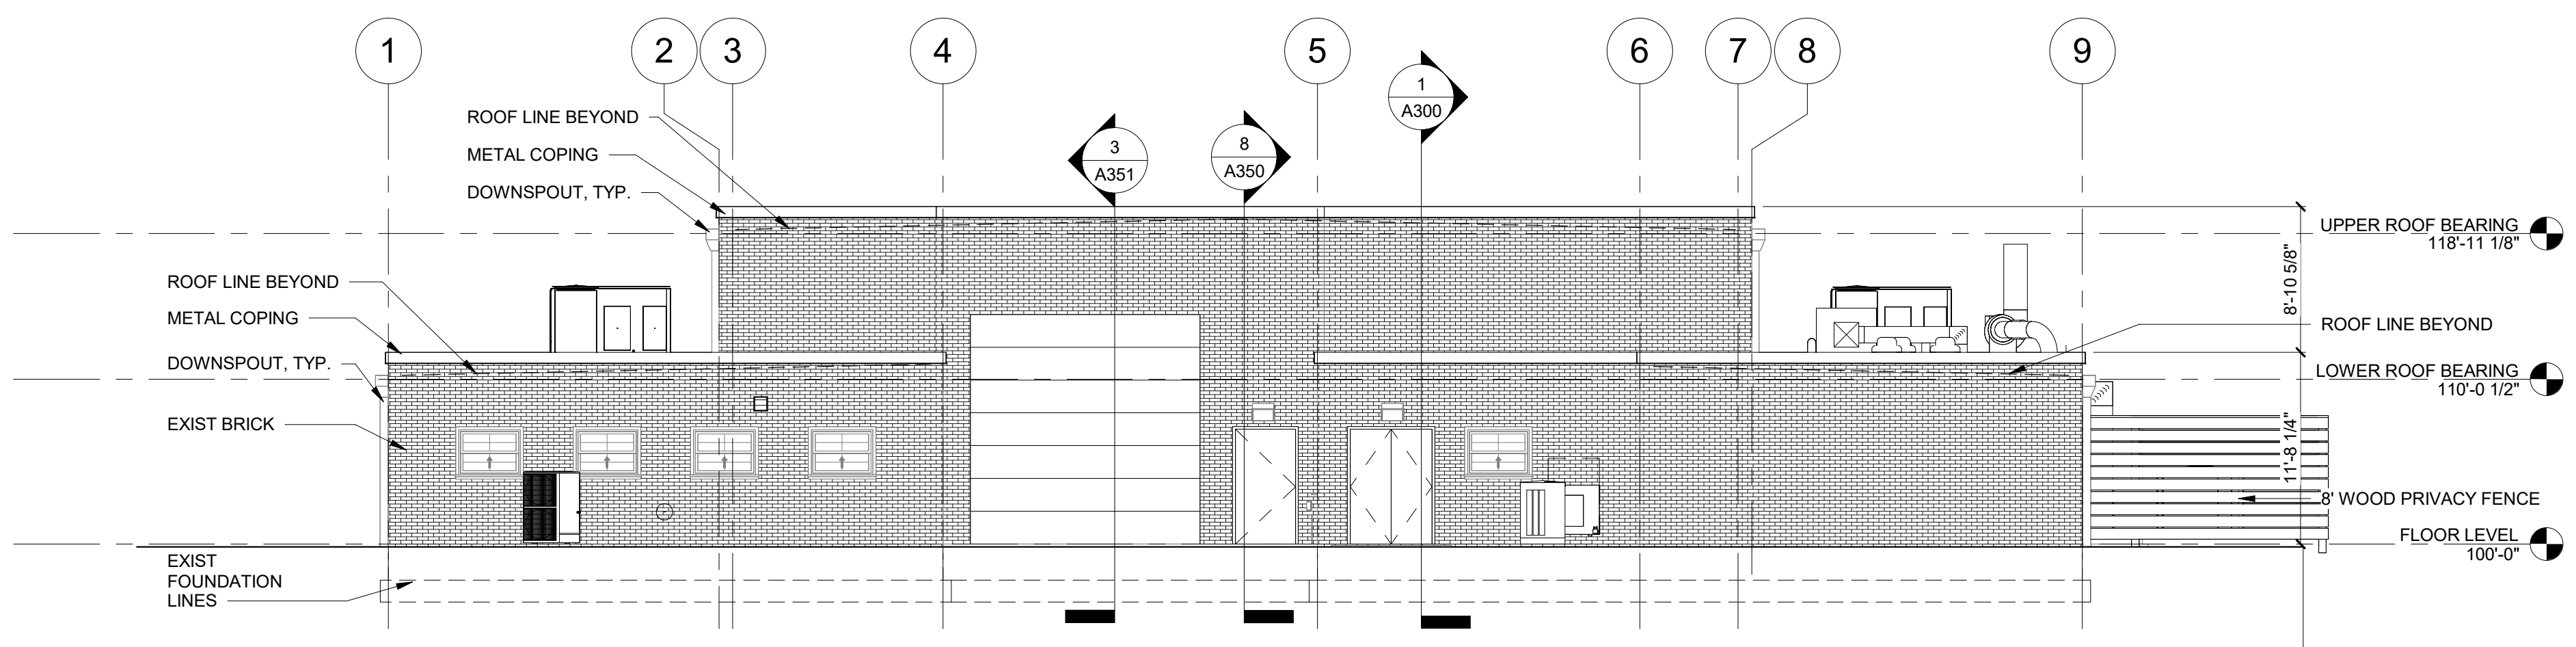 1
2
3
4
5
6
7
8
9
1
A300
3
A351
8
A350
ROOF LINE BEYOND
METAL COPING
DOWNSPOUT, TYP.
ROOF LINE BEYOND
METAL COPING
DOWNSPOUT, TYP.
EXIST BRICK
EXIST
FOUNDATION
LINES
UPPER ROOF BEARING
118'-11 1/8"
8'-10 5/8"
ROOF LINE BEYOND
LOWER ROOF BEARING
110'-0 1/2"
11'-8 1/4"
8' WOOD PRIVACY FENCE
FLOOR LEVEL
100'-0"